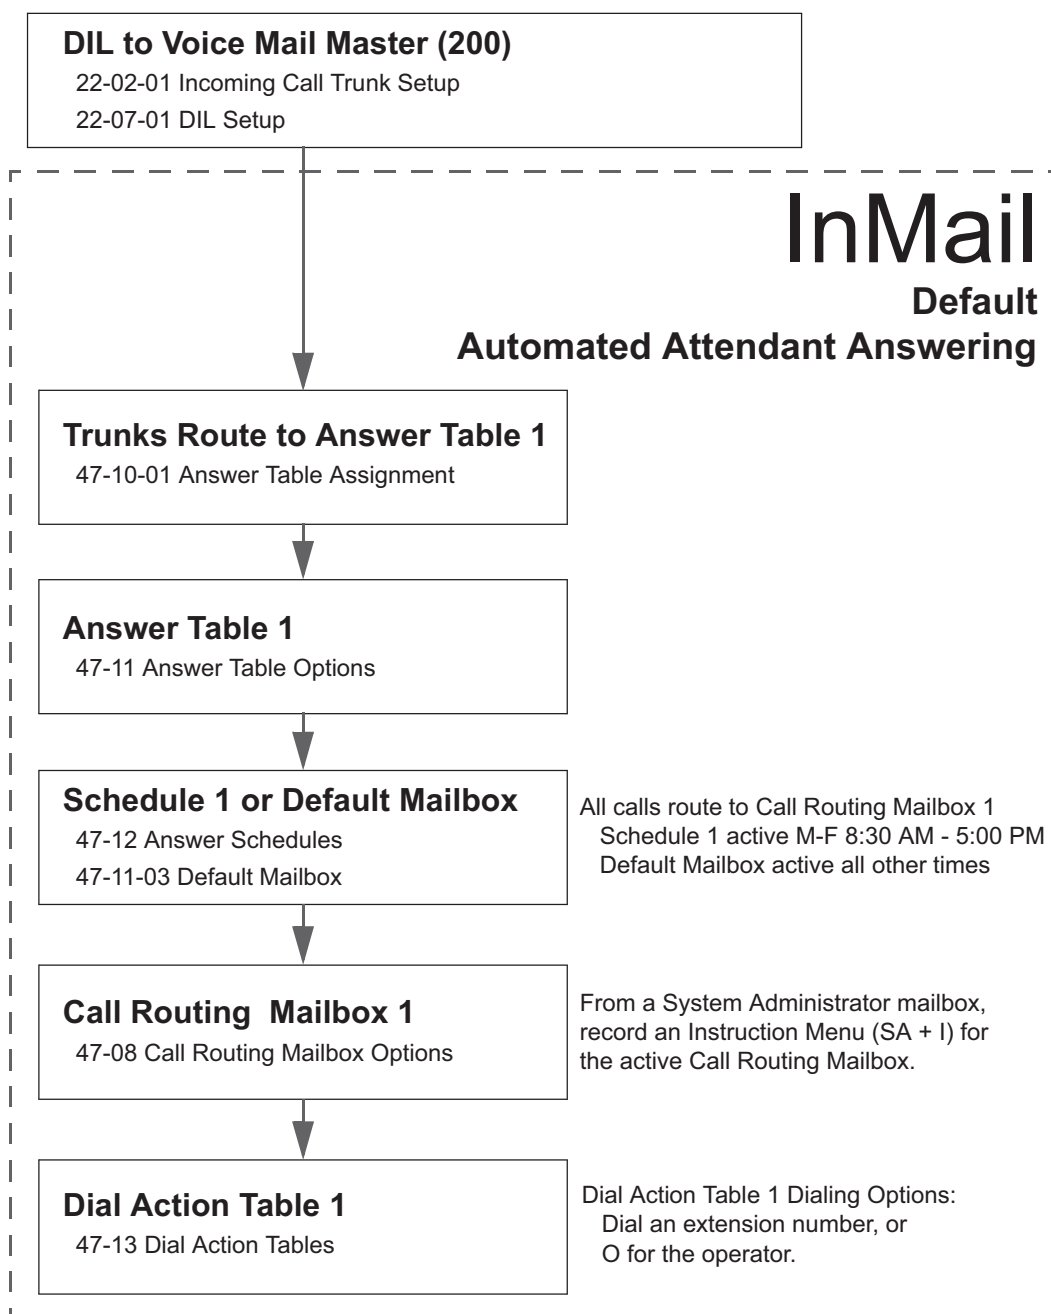 DIL to Voice Mail Master (200)
22-02-01 Incoming Call Trunk Setup
22-07-01 DIL Setup
InMail
Default
Automated Attendant Answering
Trunks Route to Answer Table 1
47-10-01 Answer Table Assignment
Answer Table 1
47-11 Answer Table Options
Schedule 1 or Default Mailbox
47-12 Answer Schedules
47-11-03 Default Mailbox
All calls route to Call Routing Mailbox 1
Schedule 1 active M-F 8:30 AM - 5:00 PM
Default Mailbox active all other times
Call Routing Mailbox 1
47-08 Call Routing Mailbox Options
From a System Administrator mailbox,
record an Instruction Menu (SA + I) for
the active Call Routing Mailbox.
Dial Action Table 1
47-13 Dial Action Tables
Dial Action Table 1 Dialing Options:
Dial an extension number, or
O for the operator.